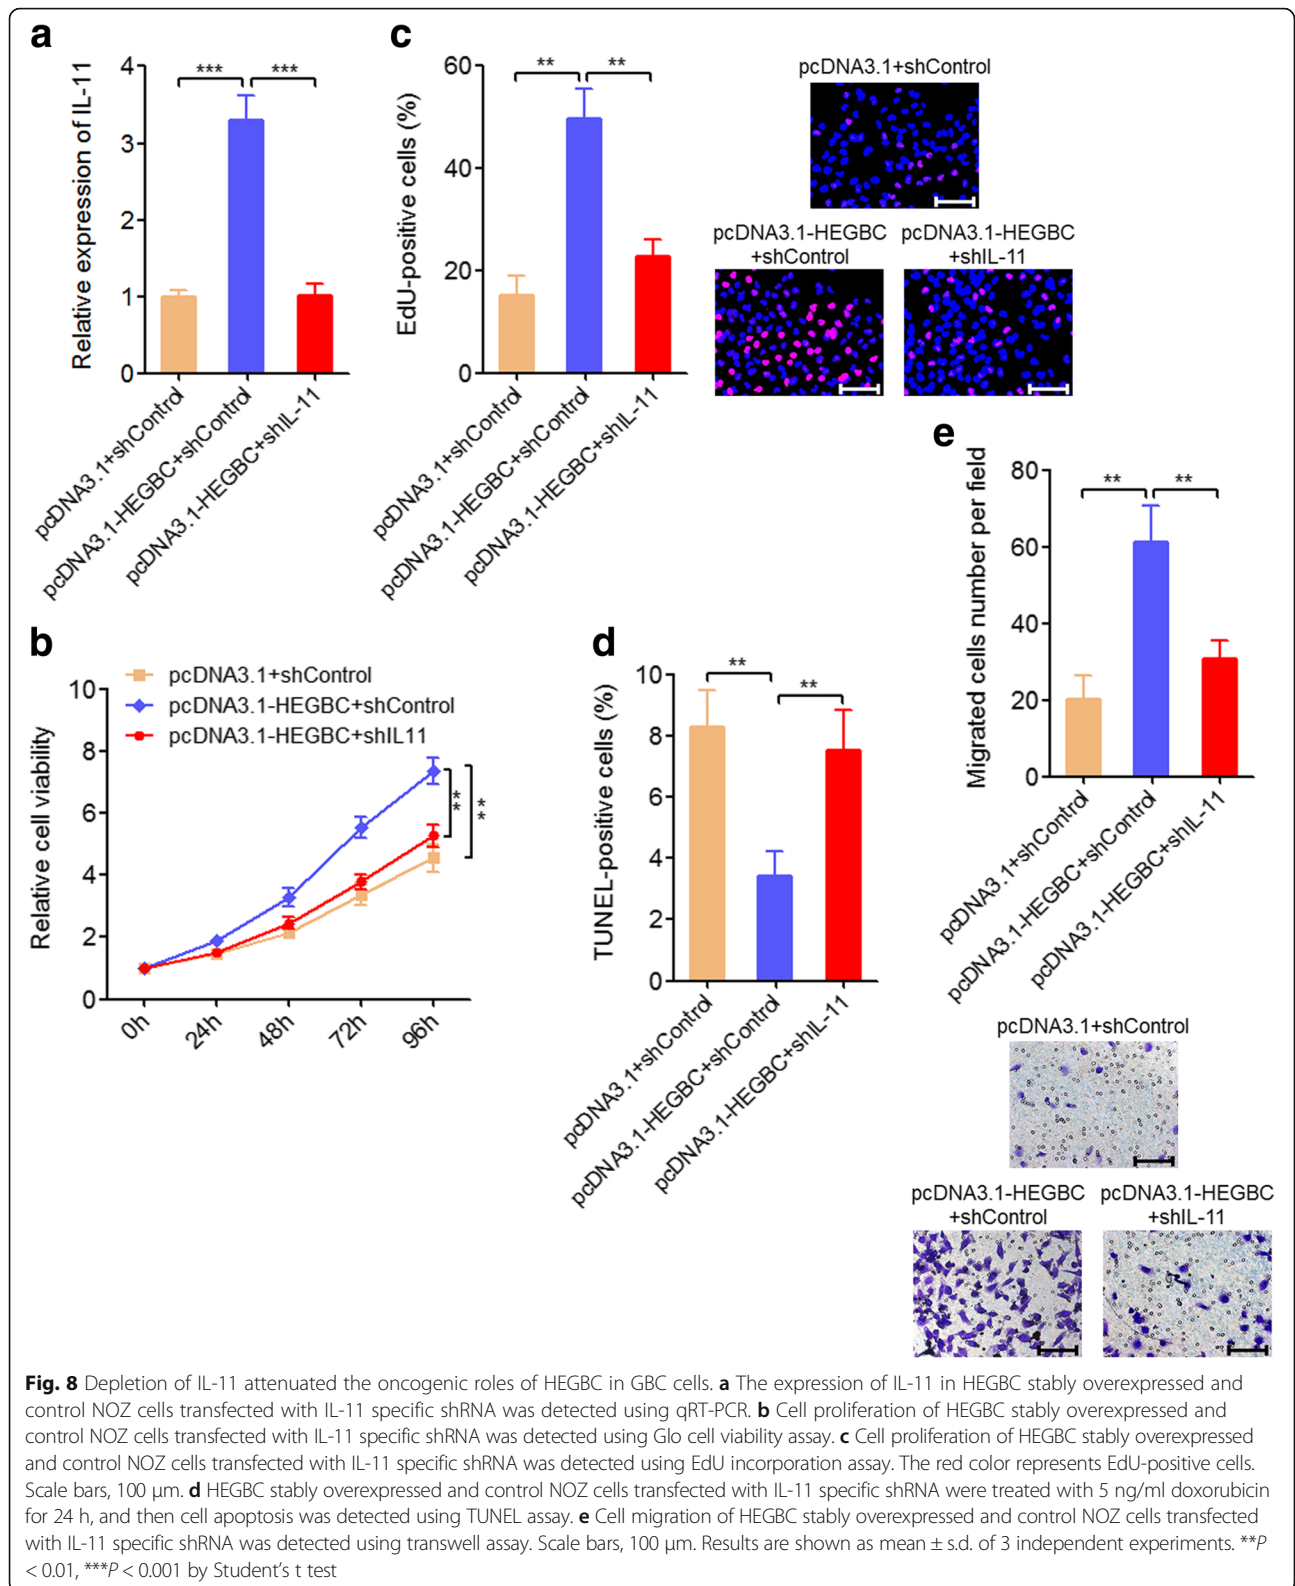 a
Relative expression of IL-11
4
3
2
1
0
***
***
pcDNA3.1+shControl
pcDNA3.1-HEGBC+shControl
pcDNA3.1-HEGBC+shIL-11
c
EdU-positive cells (%)
60
40
20
0
**
**
pcDNA3.1+shControl
pcDNA3.1-HEGBC+shControl
pcDNA3.1-HEGBC+shIL-11
pcDNA3.1+shControl
pcDNA3.1-HEGBC
+shControl
pcDNA3.1-HEGBC
+shIL-11
b
pcDNA3.1+shControl
pcDNA3.1-HEGBC+shControl
pcDNA3.1-HEGBC+shIL11
Relative cell viability
10
8
6
4
2
0
**
**
0h
24h
48h
72h
96h
d
TUNEL-positive cells (%)
10
8
6
4
2
0
**
**
pcDNA3.1+shControl
pcDNA3.1-HEGBC+shControl
pcDNA3.1-HEGBC+shIL-11
e
Migrated cells number per field
80
60
40
20
0
**
**
pcDNA3.1+shControl
pcDNA3.1-HEGBC+shControl
pcDNA3.1-HEGBC+shIL-11
pcDNA3.1+shControl
pcDNA3.1-HEGBC
+shControl
pcDNA3.1-HEGBC
+shIL-11
Fig. 8 Depletion of IL-11 attenuated the oncogenic roles of HEGBC in GBC cells. a The expression of IL-11 in HEGBC stably overexpressed and
control NOZ cells transfected with IL-11 specific shRNA was detected using qRT-PCR. b Cell proliferation of HEGBC stably overexpressed and
control NOZ cells transfected with IL-11 specific shRNA was detected using Glo cell viability assay. c Cell proliferation of HEGBC stably overexpressed
and control NOZ cells transfected with IL-11 specific shRNA was detected using EdU incorporation assay. The red color represents EdU-positive cells.
Scale bars, 100 μm. d HEGBC stably overexpressed and control NOZ cells transfected with IL-11 specific shRNA were treated with 5 ng/ml doxorubicin
for 24 h, and then cell apoptosis was detected using TUNEL assay. e Cell migration of HEGBC stably overexpressed and control NOZ cells transfected
with IL-11 specific shRNA was detected using transwell assay. Scale bars, 100 μm. Results are shown as mean ± s.d. of 3 independent experiments. **P
< 0.01, ***P < 0.001 by Student's t test